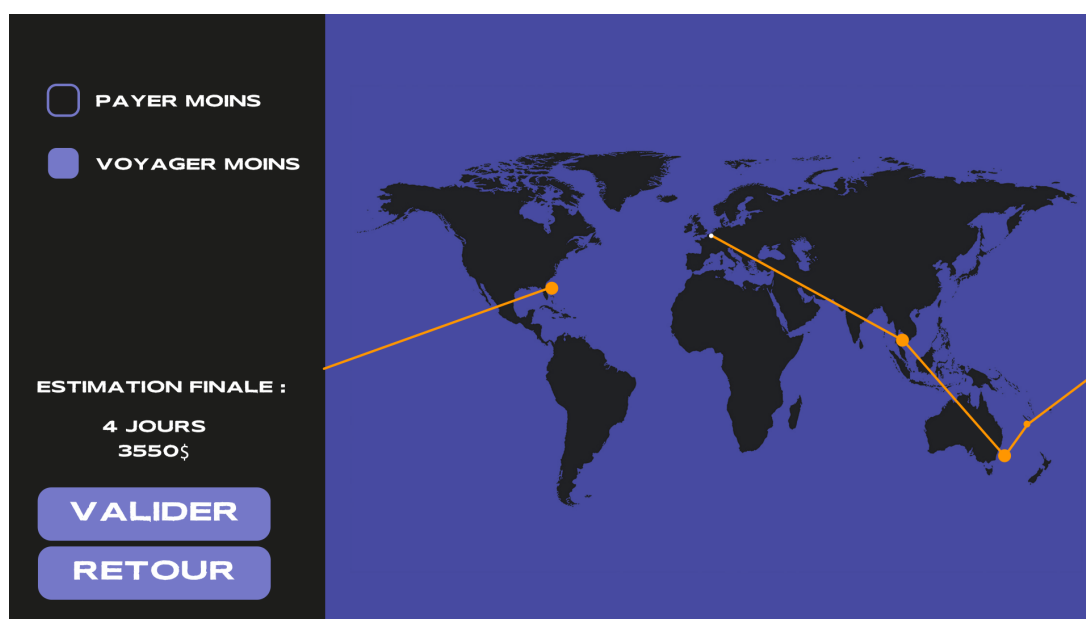 PAYER MOINS
VOYAGER MOINS
ESTIMATION FINALE :
4 JOURS
3550$
VALIDER
RETOUR